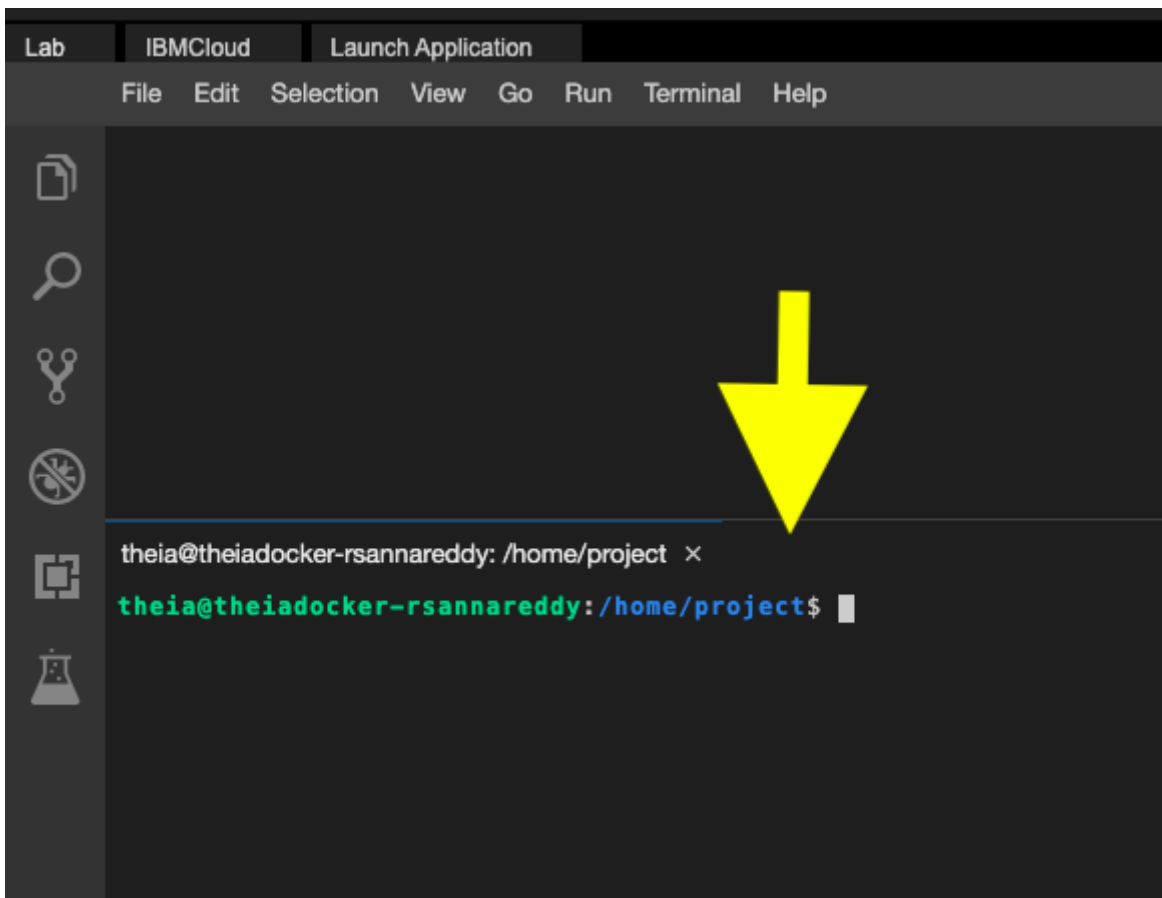 Lab IBMCloud Launch Application
File Edit Selection View Go Run Terminal Help
theia@theiadocker-rsannareddy: /home/project ×
theia@theiadocker-rsannareddy:/home/project$